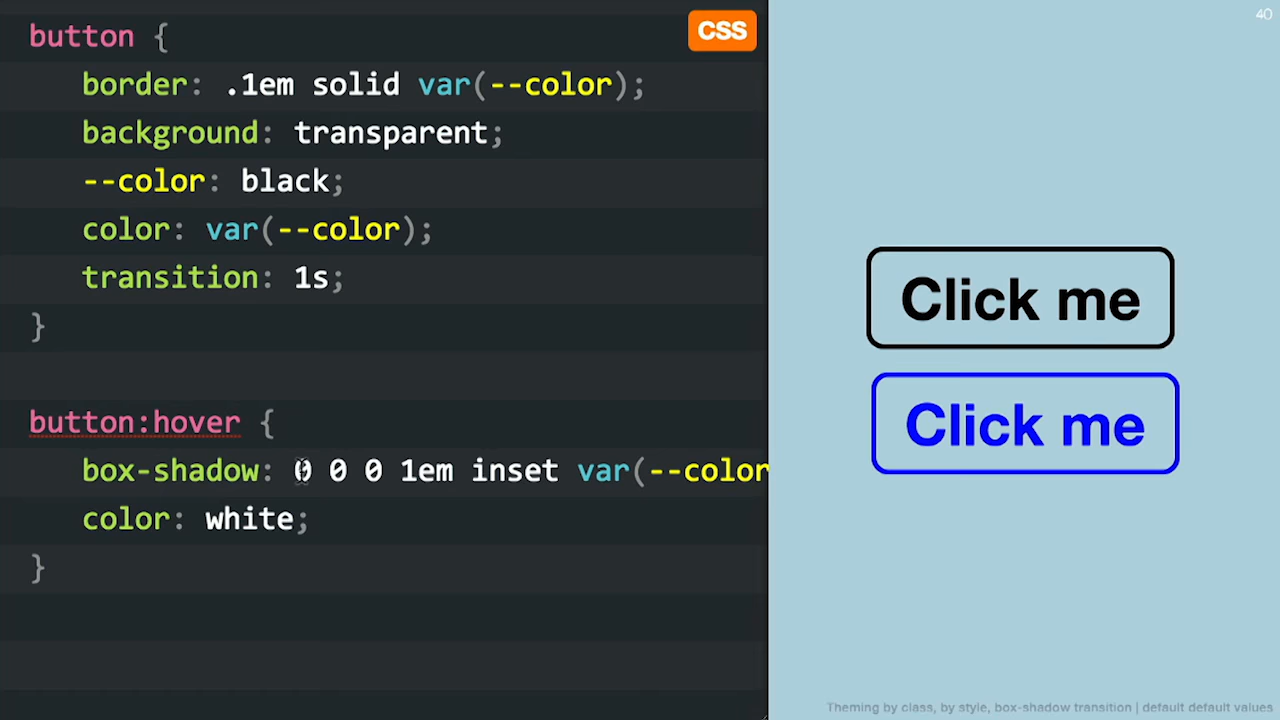 button {
CSS
40
border: .1em solid var(--color);
background: transparent;
--color: black;
color: var(--color);
transition: 1s;
}
Click me
Click me
button:hover {
box-shadow: 0 0 0 1em inset var(--color
color: white;
}
Theming by class, by style, box-shadow transition | default default values